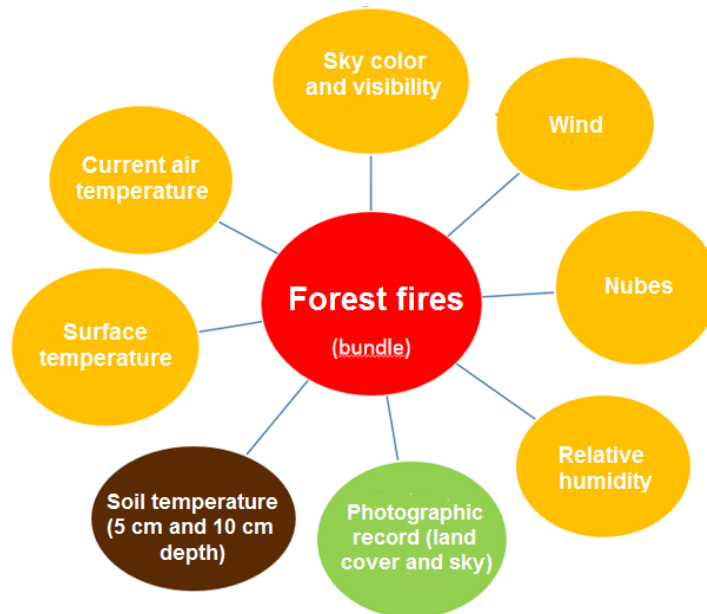 Sky color
and visibility
Wind
Current air
temperature
Forest fires
(bundle)
Nubes
Surface
temperature
Relative
humidity
Soil temperature
(5 cm and 10 cm
depth)
Photographic
record (land
cover and sky)